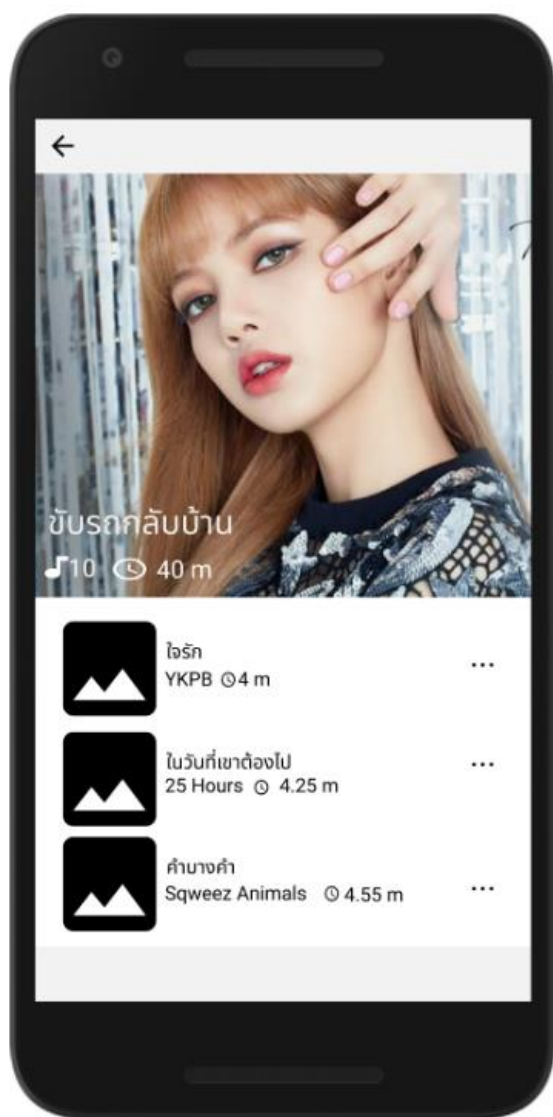 ขับรถกลับบ้าน
10 40 m
ใจรัก
YKPB 4 m
ในวันที่เขาต้องไป
25 Hours 4.25 m
คำบางคำ
Sqweez Animals 4.55 m